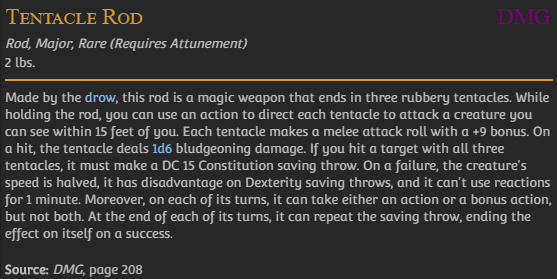 Tentacle Rod DMG
Rod, Major, Rare (Requires Attunement)
2 lbs.
Made by the drow, this rod is a magic weapon that ends in three rubbery tentacles. While
holding the rod, you can use an action to direct each tentacle to attack a creature you
can see within 15 feet of you. Each tentacle makes a melee attack roll with a +9 bonus. On
a hit, the tentacle deals 1d6 bludgeoning damage. If you hit a target with all three
tentacles, it must make a DC 15 Constitution saving throw. On a failure, the creature's
speed is halved, it has disadvantage on Dexterity saving throws, and it can't use reactions
for 1 minute. Moreover, on each of its turns, it can take either an action or a bonus action,
but not both. At the end of each of its turns, it can repeat the saving throw, ending the
effect on itself on a success.
Source: DMG, page 208